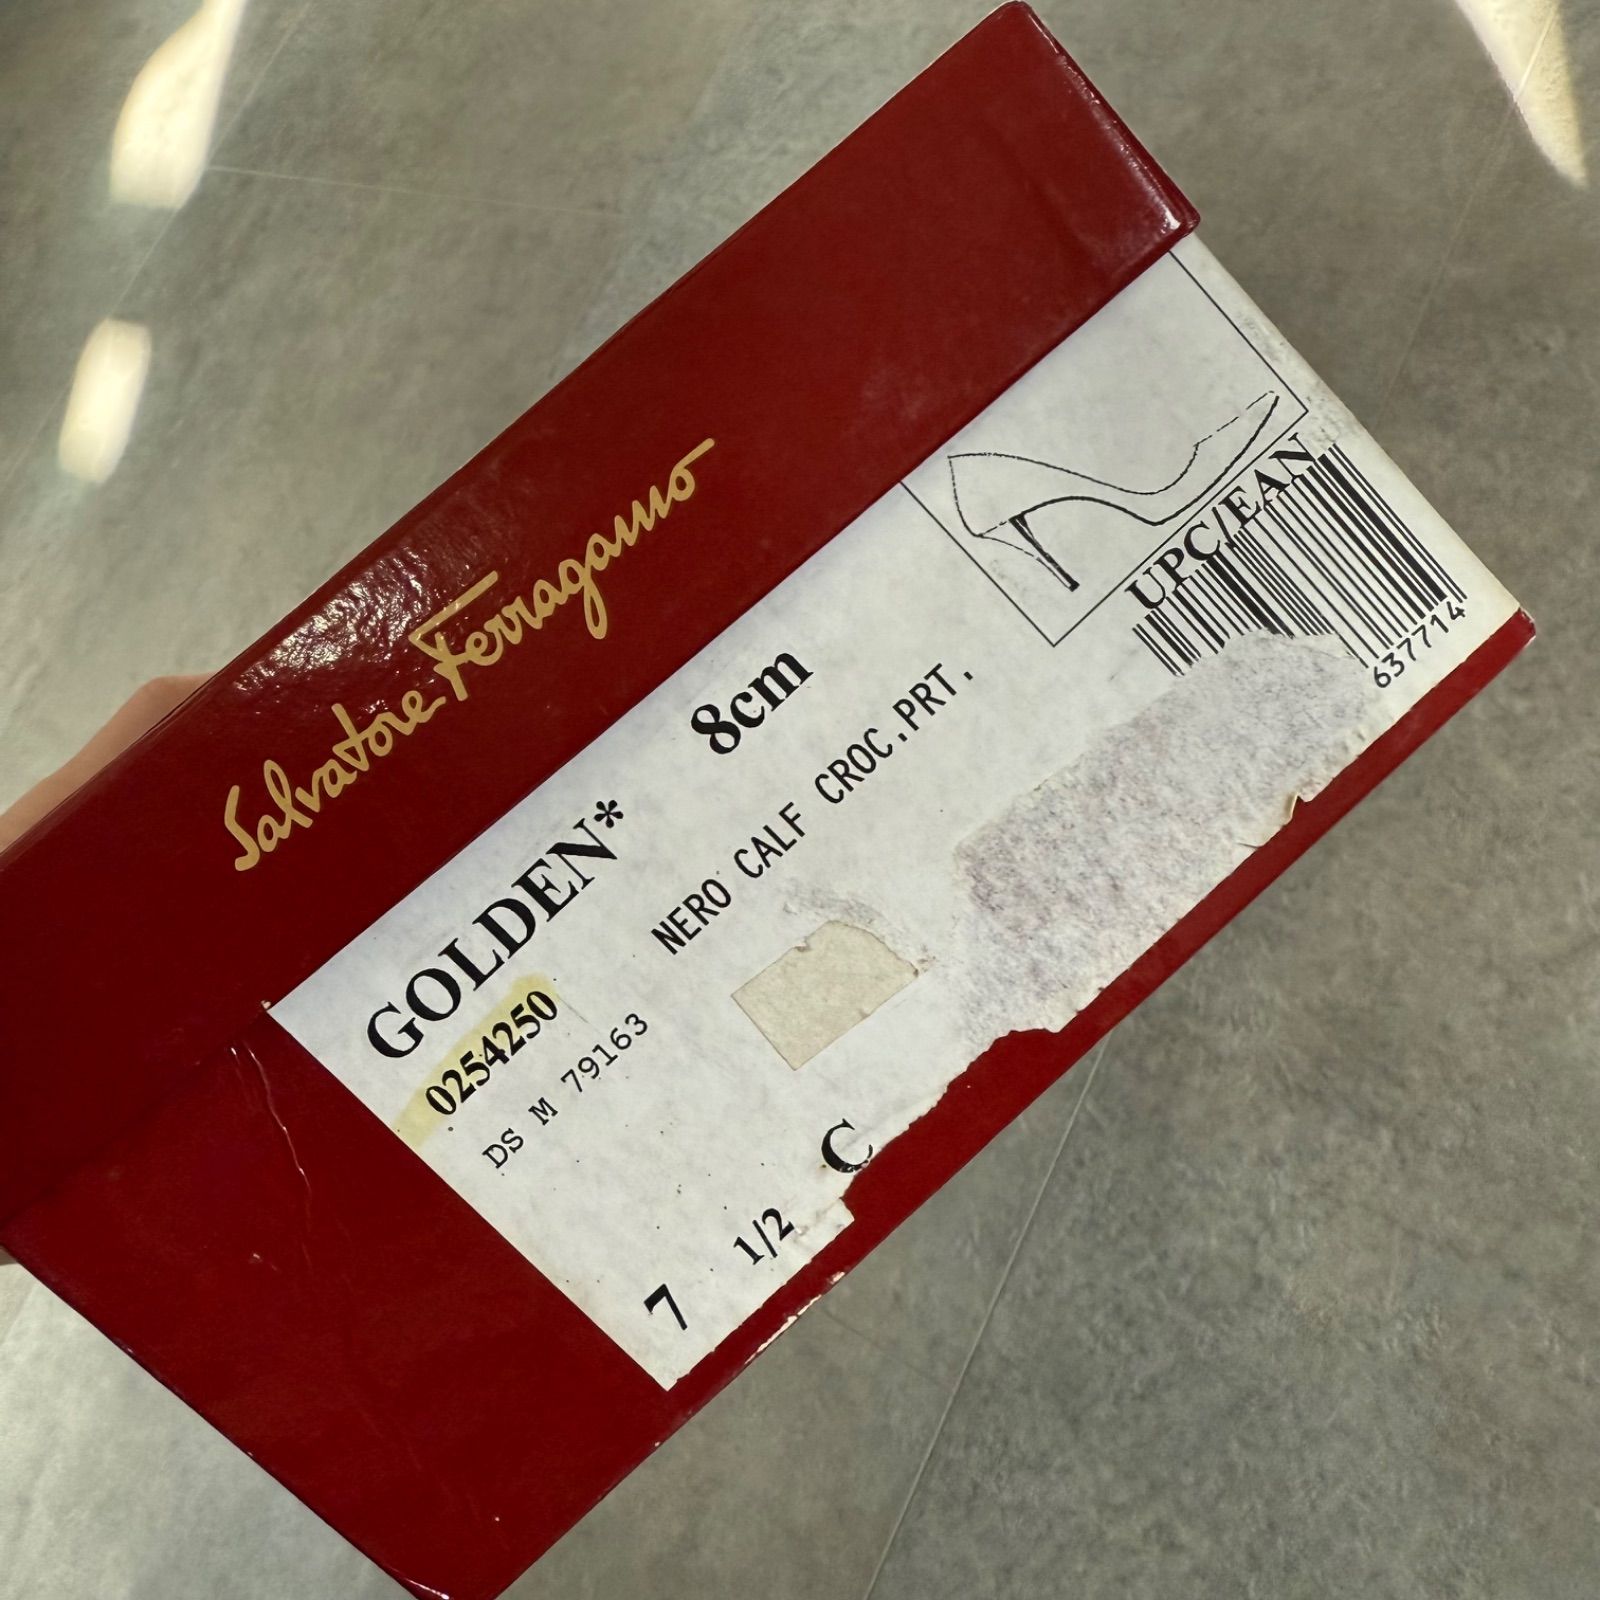 Salvatore Ferragamo
GOLDEN* 8cm
0254250 NERO CALF CROC.PRT.
DS M 79163
7 1/2 C
UPC/EAN
637714